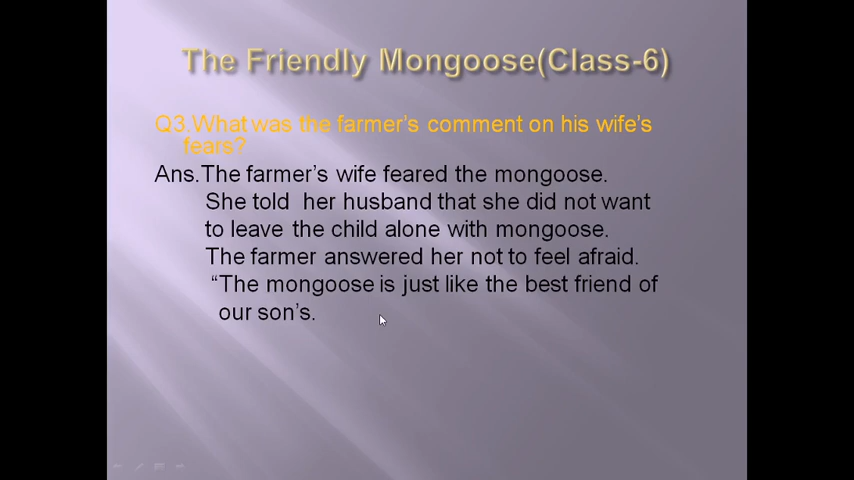 The Friendly Mongoose(Class-6)
Q3.What was the farmer's comment on his wife's
fears?
Ans.The farmer's wife feared the mongoose.
She told her husband that she did not want
to leave the child alone with mongoose.
The farmer answered her not to feel afraid.
“The mongoose is just like the best friend of
our son's.